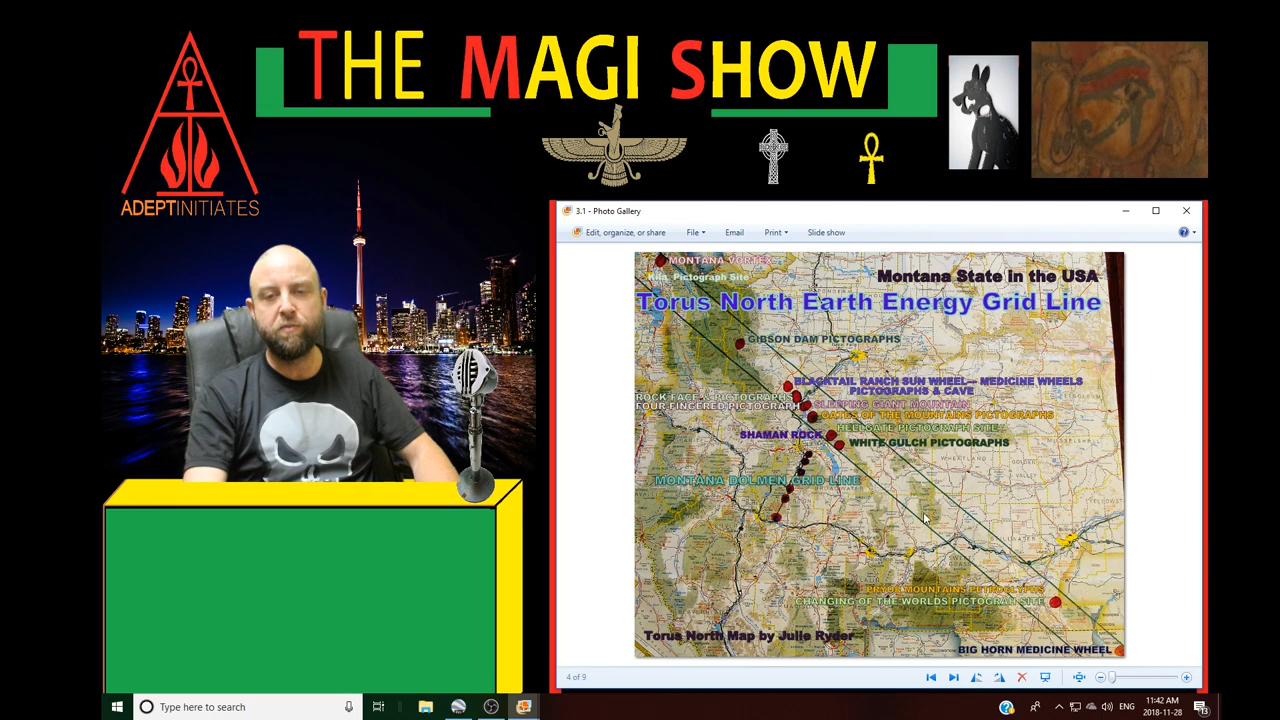 THE MAGI SHOW
ADEPTINITIATES
3.1 - Photo Gallery
Edit, organize, or share
File
Email
Print
Slide show
MONTANA VORTEX
Kila, Pictograph Site
Montana State in the USA
Torus North Earth Energy Grid Line
GIBSON DAM PICTOGRAPHS
BLACKTAIL RANCH SUN WHEEL--- MEDICINE WHEELS
PICTOGRAPHS & CAVE
ROCK FACE & PICTOGRAPHS
SLEEPING GIANT MOUNTAIN
FOUR FINGERED PICTOGRAPH
GATES OF THE MOUNTAINS PICTOGRAPHS
HELLGATE PICTOGRAPH SITE
SHAMAN ROCK
WHITE GULCH PICTOGRAPHS
MONTANA DOLMEN GRID LINE
PRYOR MOUNTAINS PETROGLYPHS
CHANGING OF THE WORLDS PICTOGRAPH SITE
Torus North Map by Julie Ryder
BIG HORN MEDICINE WHEEL
4 of 9
Type here to search
ENG
11:42 AM
2018-11-28
13